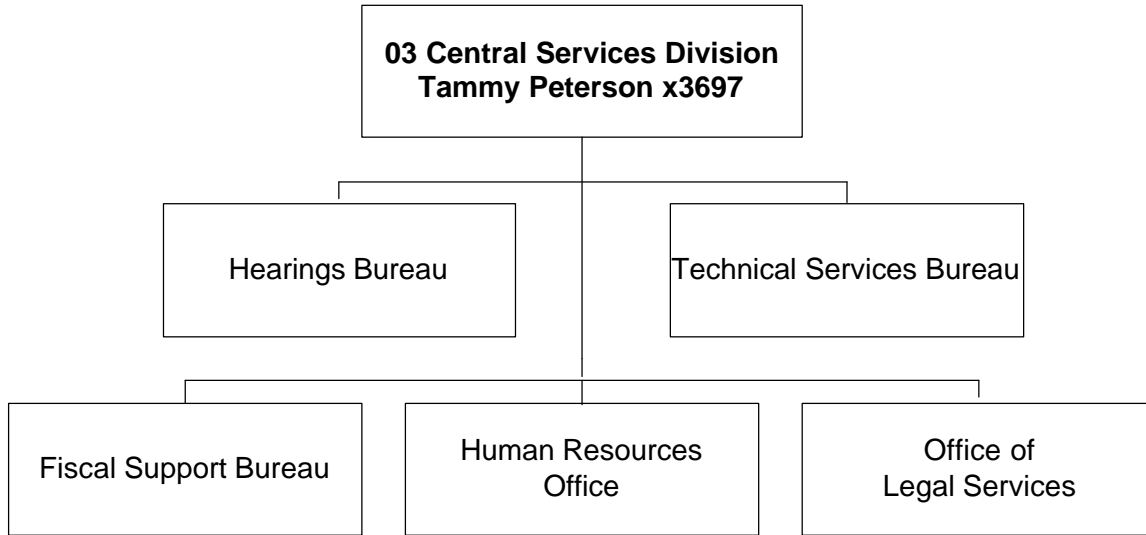 03 Central Services Division
Tammy Peterson x3697
Hearings Bureau
Technical Services Bureau
Fiscal Support Bureau
Human Resources
Office
Office of
Legal Services